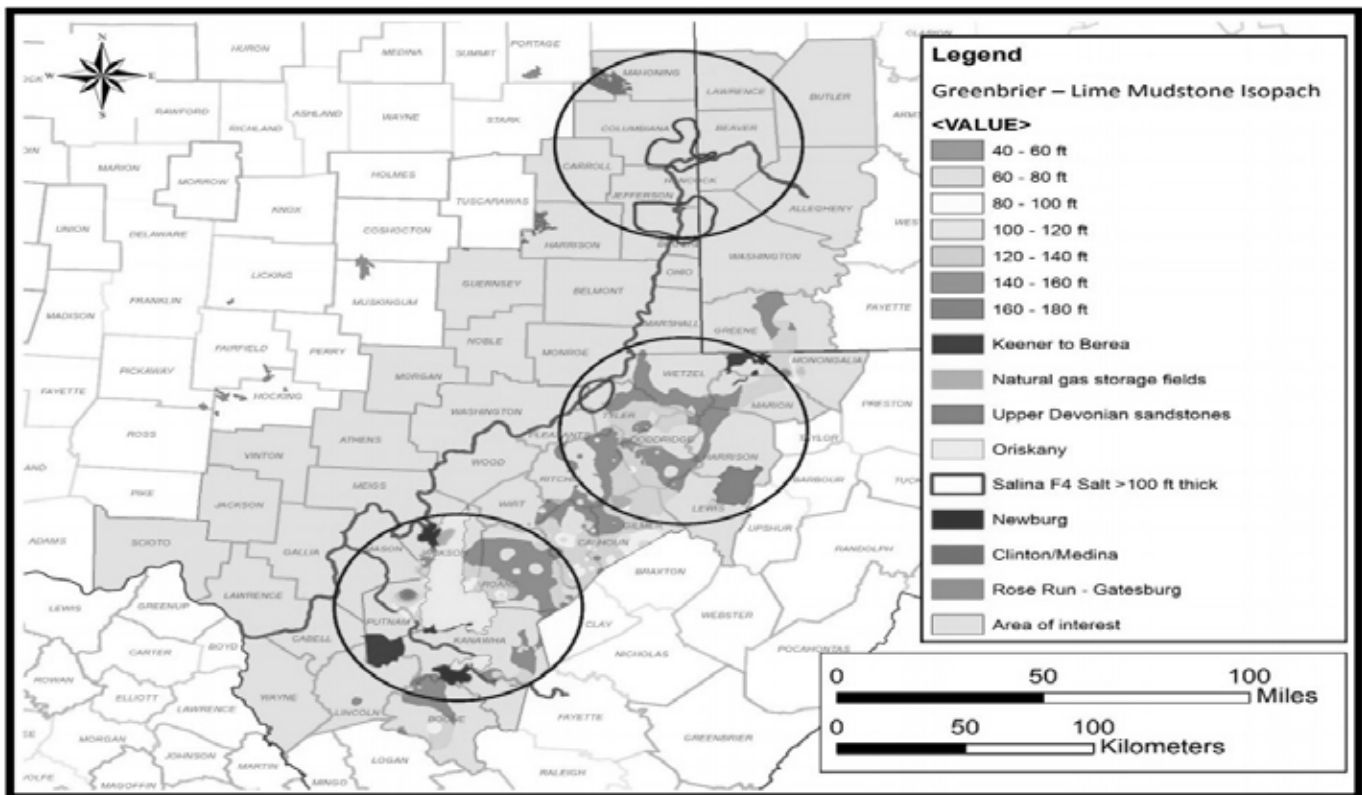 N
W E
S
Legend
Greenbrier – Lime Mudstone Isopach
<VALUE>
40 - 60 ft
60 - 80 ft
80 - 100 ft
100 - 120 ft
120 - 140 ft
140 - 160 ft
160 - 180 ft
Keener to Berea
Natural gas storage fields
Upper Devonian sandstones
Oriskany
Salina F4 Salt >100 ft thick
Newburg
Clinton/Medina
Rose Run - Gatesburg
Area of interest
0 50 100
Miles
0 50 100
Kilometers
HURON
MEDINA
SUMMIT
PORTAGE
MAHONING
LAWRENCE
BUTLER
RAWFORD
RICHLAND
ASHLAND
WAYNE
STARK
COLUMBIANA
BEAVER
MARION
MORROW
HOLMES
CARROLL
JEFFERSON
TUSCARAWAS
ALLEGHENY
UNION
DELAWARE
KNOX
COSHOCTON
HARRISON
WASHINGTON
OHIO
LICKING
GUERNSEY
BELMONT
FRANKLIN
MUSKINGUM
MARSHALL
GREENE
FAYETTE
MADISON
FAIRFIELD
PERRY
NOBLE
MONROE
PICKAWAY
FAYETTE
HOCKING
MORGAN
WETZEL
MONONGALIA
MARION
PRESTON
WASHINGTON
TYLER
ROSS
ATHENS
DODDRIDGE
HARRISON
VINTON
WOOD
BARBOUR
PIKE
MEIGS
WIRT
LEWIS
UPSHUR
JACKSON
GILMER
RANDOLPH
ADAMS
SCIOTO
GALLIA
MASON
CALHOUN
BRAXTON
LEWIS
GREENUP
LAWRENCE
PUTNAM
WEBSTER
CARTER
BOYD
CABELL
KANAWHA
CLAY
NICHOLAS
POCAHONTAS
ROWAN
ELLIOTT
LAWRENCE
WAYNE
LINCOLN
BOONE
FAYETTE
GREENBRIER
MORGAN
JOHNSON
MARTIN
LOGAN
MAGOFFIN
MINGO
RALEIGH